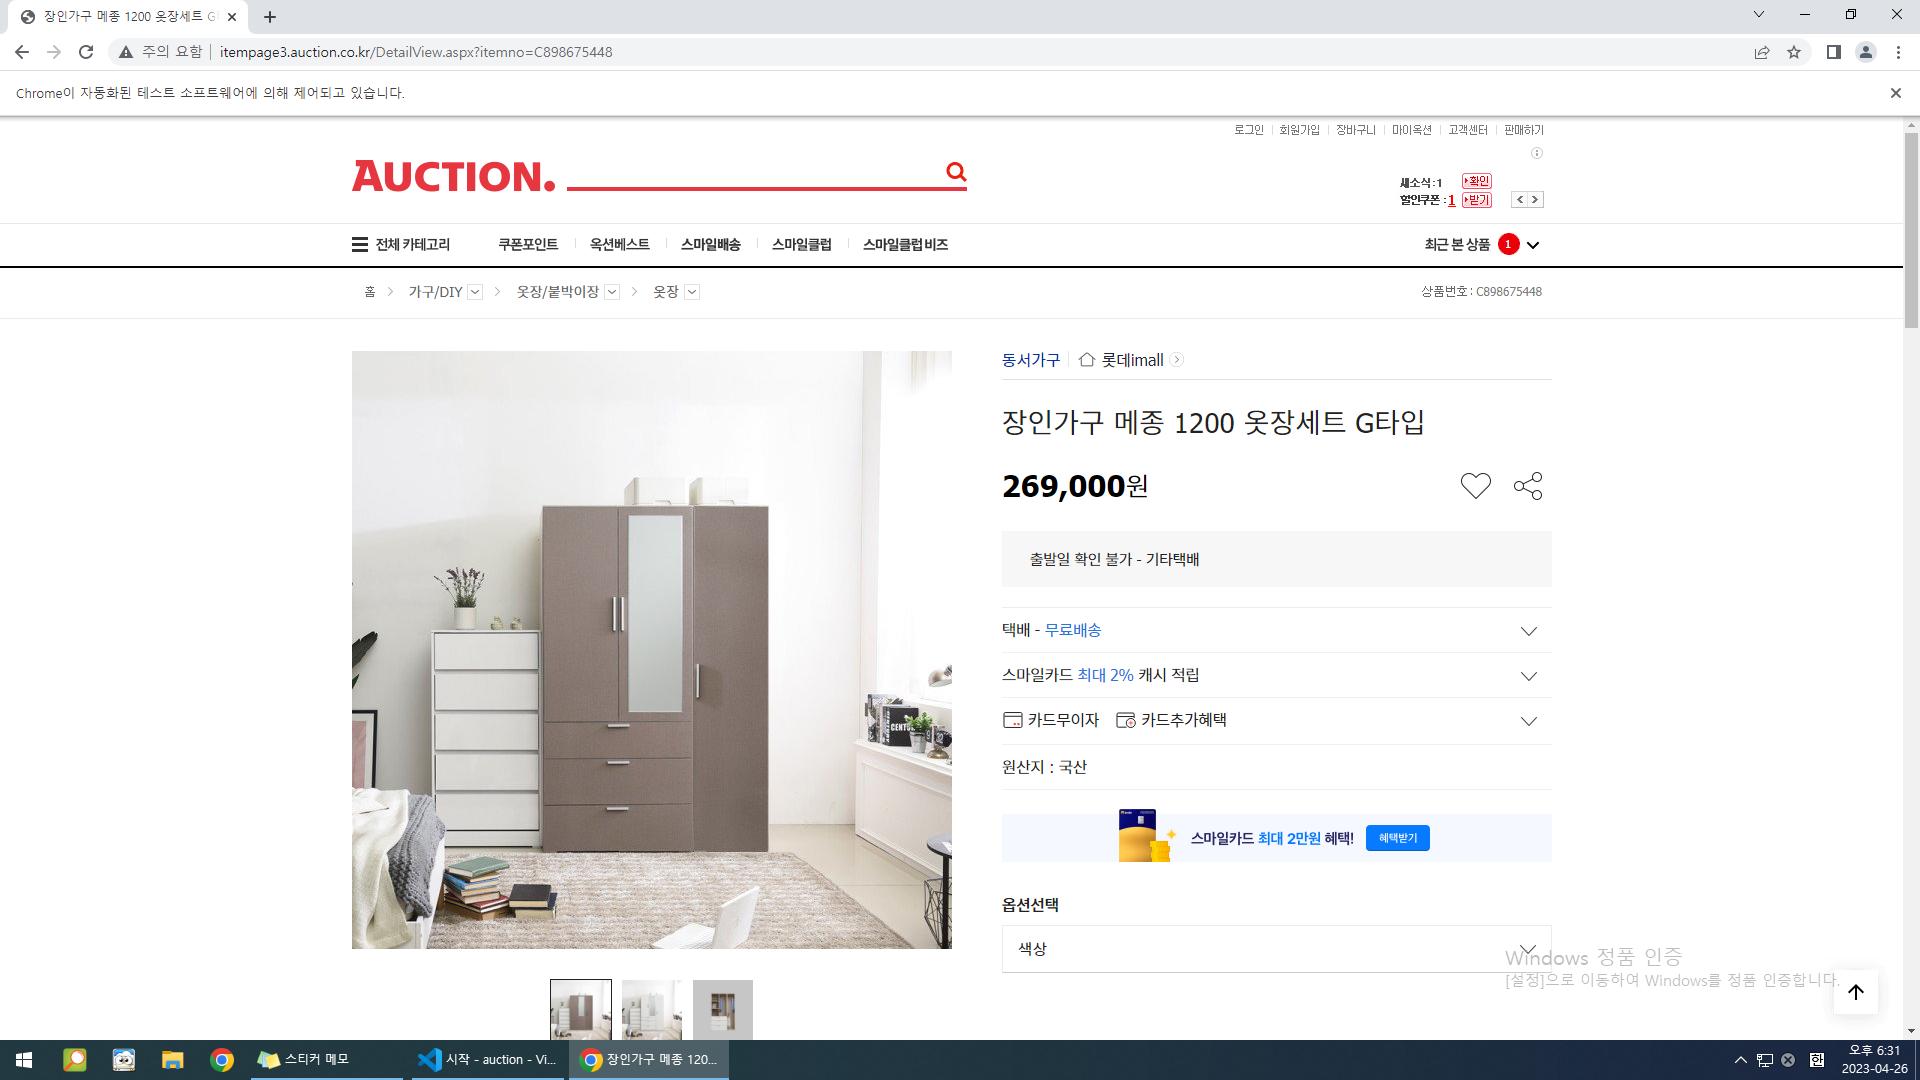 장인가구 메종 1200 옷장세트 G
주의 요함
itempage3.auction.co.kr/DetailView.aspx?itemno=C898675448
Chrome이 자동화된 테스트 소프트웨어에 의해 제어되고 있습니다.
로그인 회원가입 장바구니 마이옥션 고객센터 판매하기
AUCTION.
새소식:1 확인
할인쿠폰:1 받기
전체 카테고리 쿠폰포인트 옥션베스트 스마일배송 스마일클럽 스마일클럽 비즈 최근 본 상품 1
홈 > 가구/DIY > 옷장/붙박이장 > 옷장
상품번호 : C898675448
동서가구 롯데imall
장인가구 메종 1200 옷장세트 G타입
269,000원
출발일 확인 불가 - 기타택배
택배 - 무료배송
스마일카드 최대 2% 캐시 적립
카드무이자 카드추가혜택
원산지 : 국산
스마일카드 최대 2만원 혜택! 혜택받기
옵션선택
색상
Windows 정품 인증
[설정]으로 이동하여 Windows를 정품 인증합니다.
스티커 메모
시작 - auction - Vi...
장인가구 메종 120...
한
오후 6:31
2023-04-26